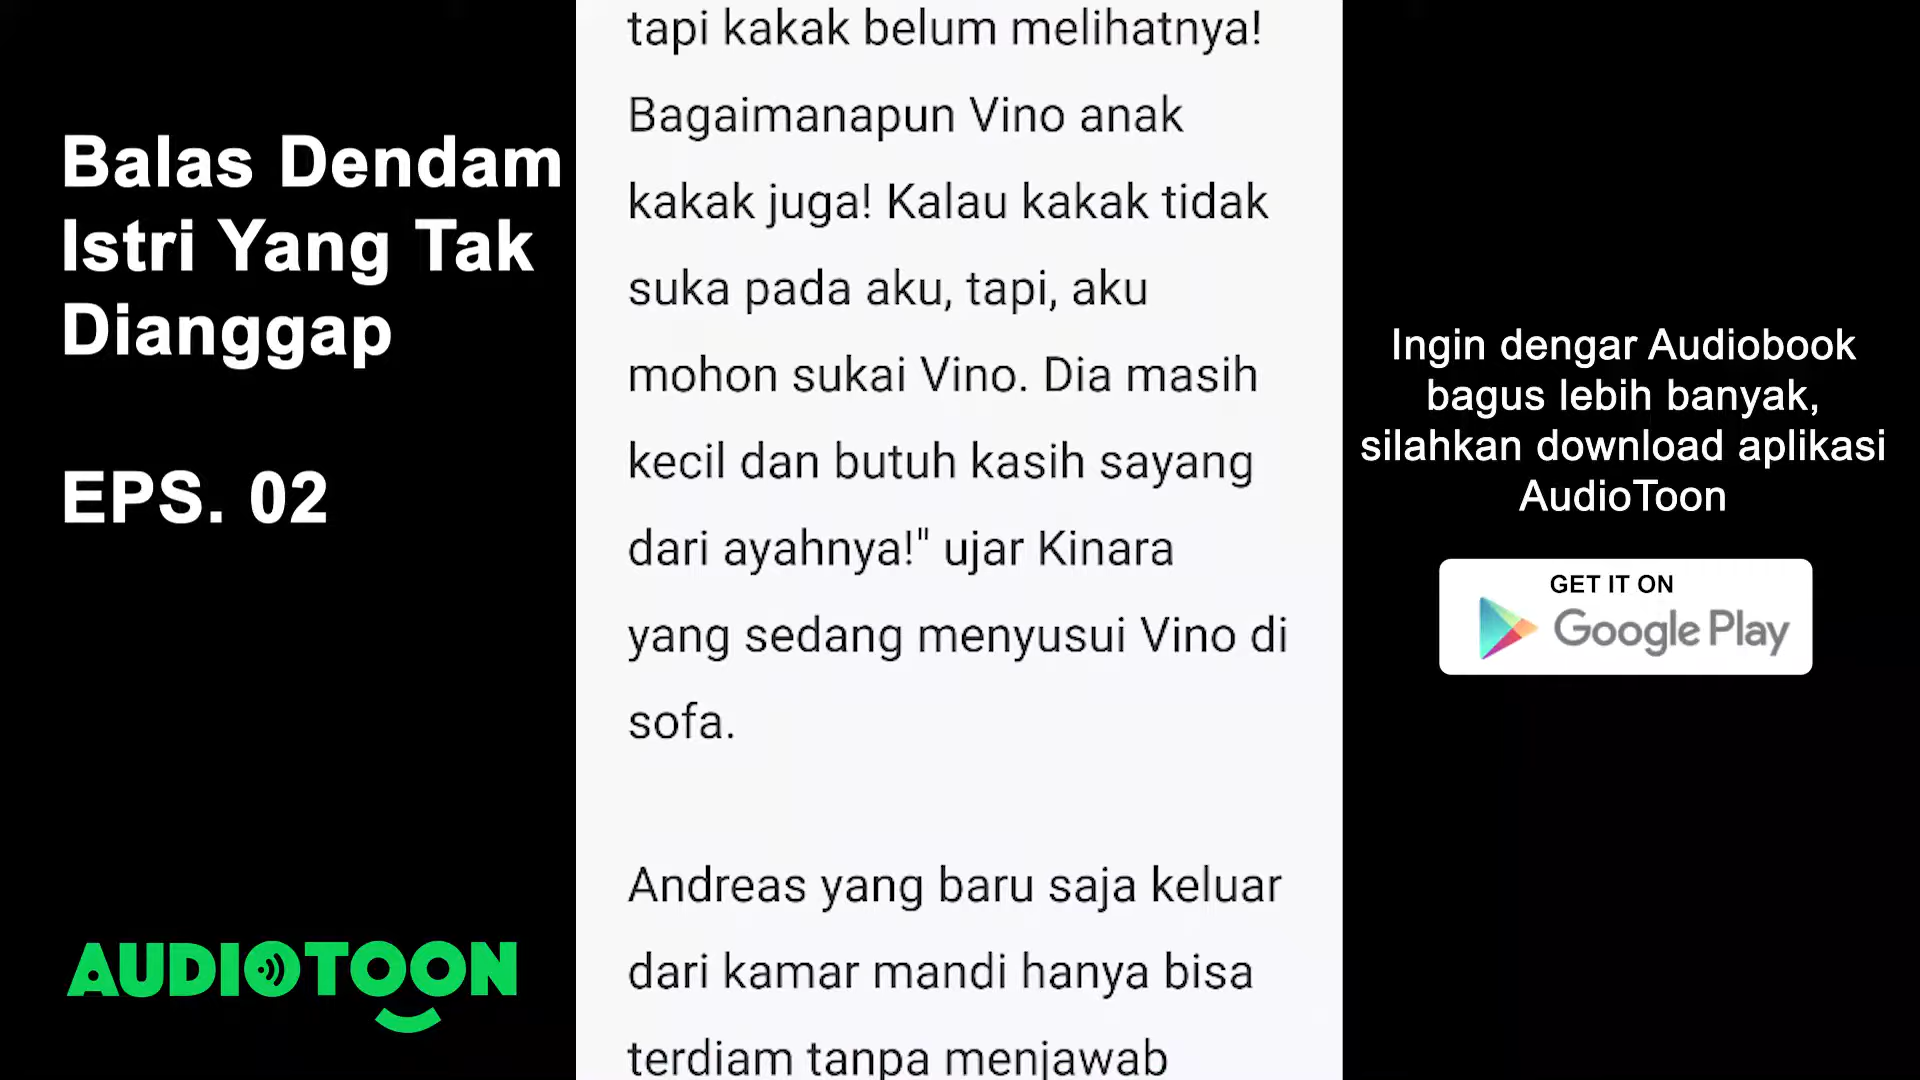 Balas Dendam
Istri Yang Tak
Dianggap
EPS. 02
AUDIOTOON
tapi kakak belum melihatnya!
Bagaimanapun Vino anak
kakak juga! Kalau kakak tidak
suka pada aku, tapi, aku
mohon sukai Vino. Dia masih
kecil dan butuh kasih sayang
dari ayahnya!" ujar Kinara
yang sedang menyusui Vino di
sofa.
Andreas yang baru saja keluar
dari kamar mandi hanya bisa
terdiam tanpa menjawab
Ingin dengar Audiobook
bagus lebih banyak,
silahkan download aplikasi
AudioToon
GET IT ON
Google Play